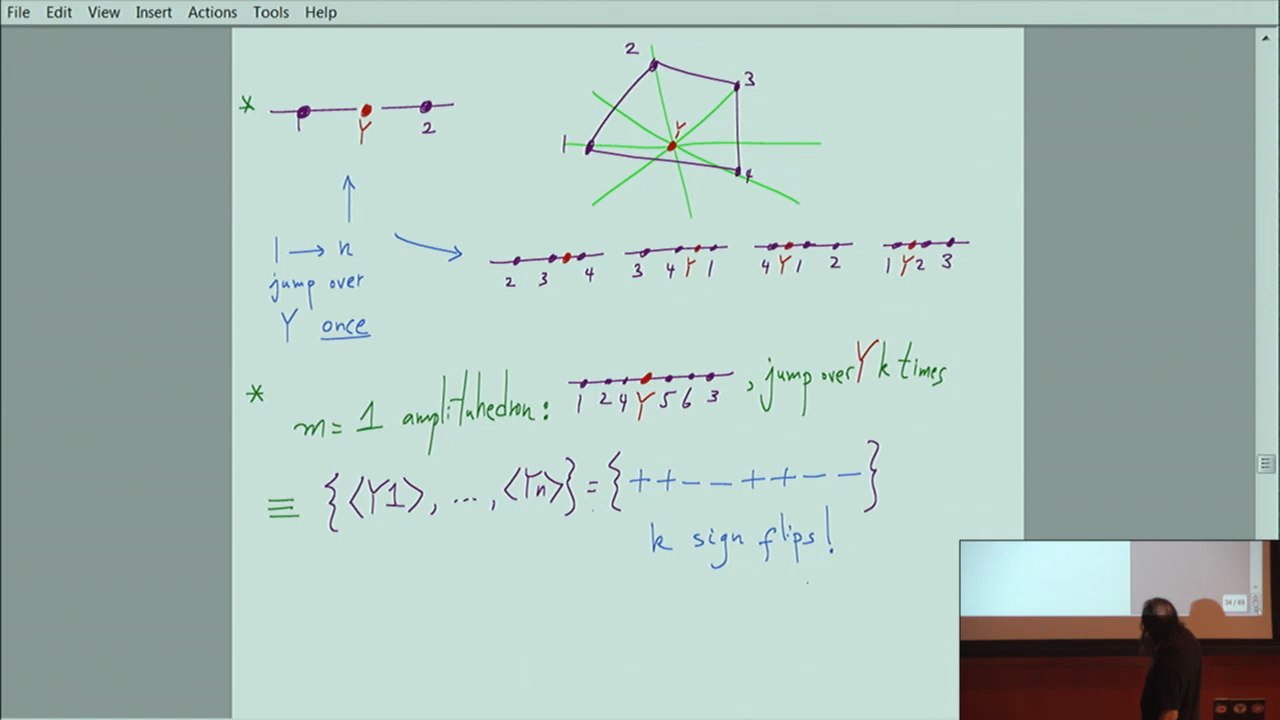 File Edit View Insert Actions Tools Help
2
3
* 1 Y 2
1 Y 4
1 → n
jump over
Y once
2 3 4
3 4 Y 1
4 Y 1 2
1 Y 2 3
* m=1 amplituhedron: 1 2 4 Y 5 6 3, jump over Y k times
≡ {<Y1>, ..., <Yn>} = {++--++--}
k sign flips!
34 / 49